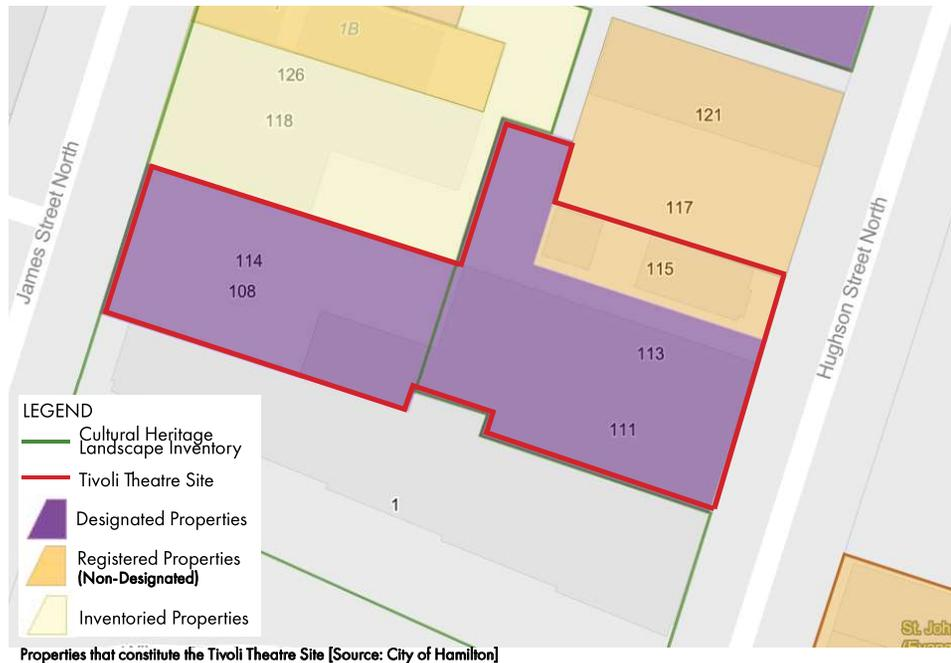 1B
126
118
121
117
115
114
108
113
111
1
James Street North
Hughson Street North
LEGEND
Cultural Heritage
Landscape Inventory
Tivoli Theatre Site
Designated Properties
Registered Properties
(Non-Designated)
Inventoried Properties
St. Joh
Properties that constitute the Tivoli Theatre Site [Source: City of Hamilton]